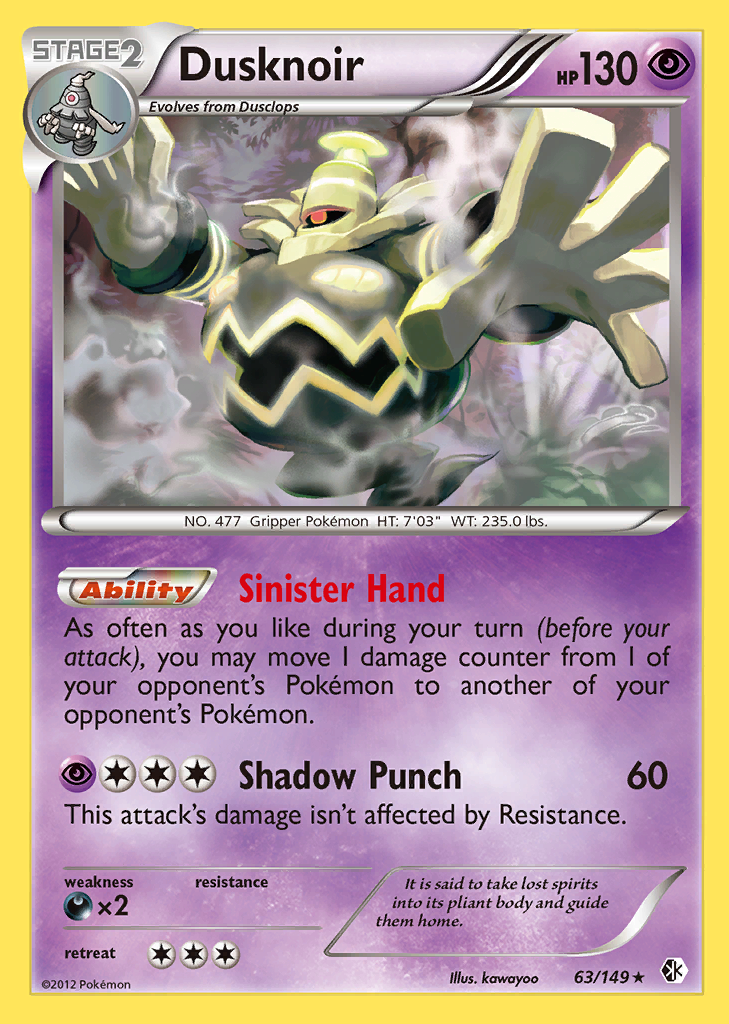 STAGE2
Dusknoir
HP130
Evolves from Dusclops
NO. 477 Gripper Pokémon HT: 7'03" WT: 235.0 lbs.
Ability Sinister Hand
As often as you like during your turn (before your
attack), you may move 1 damage counter from 1 of
your opponent's Pokémon to another of your
opponent's Pokémon.
Shadow Punch 60
This attack's damage isn't affected by Resistance.
weakness resistance
×2
It is said to take lost spirits
into its pliant body and guide
them home.
retreat
©2012 Pokémon
Illus. kawayoo 63/149★